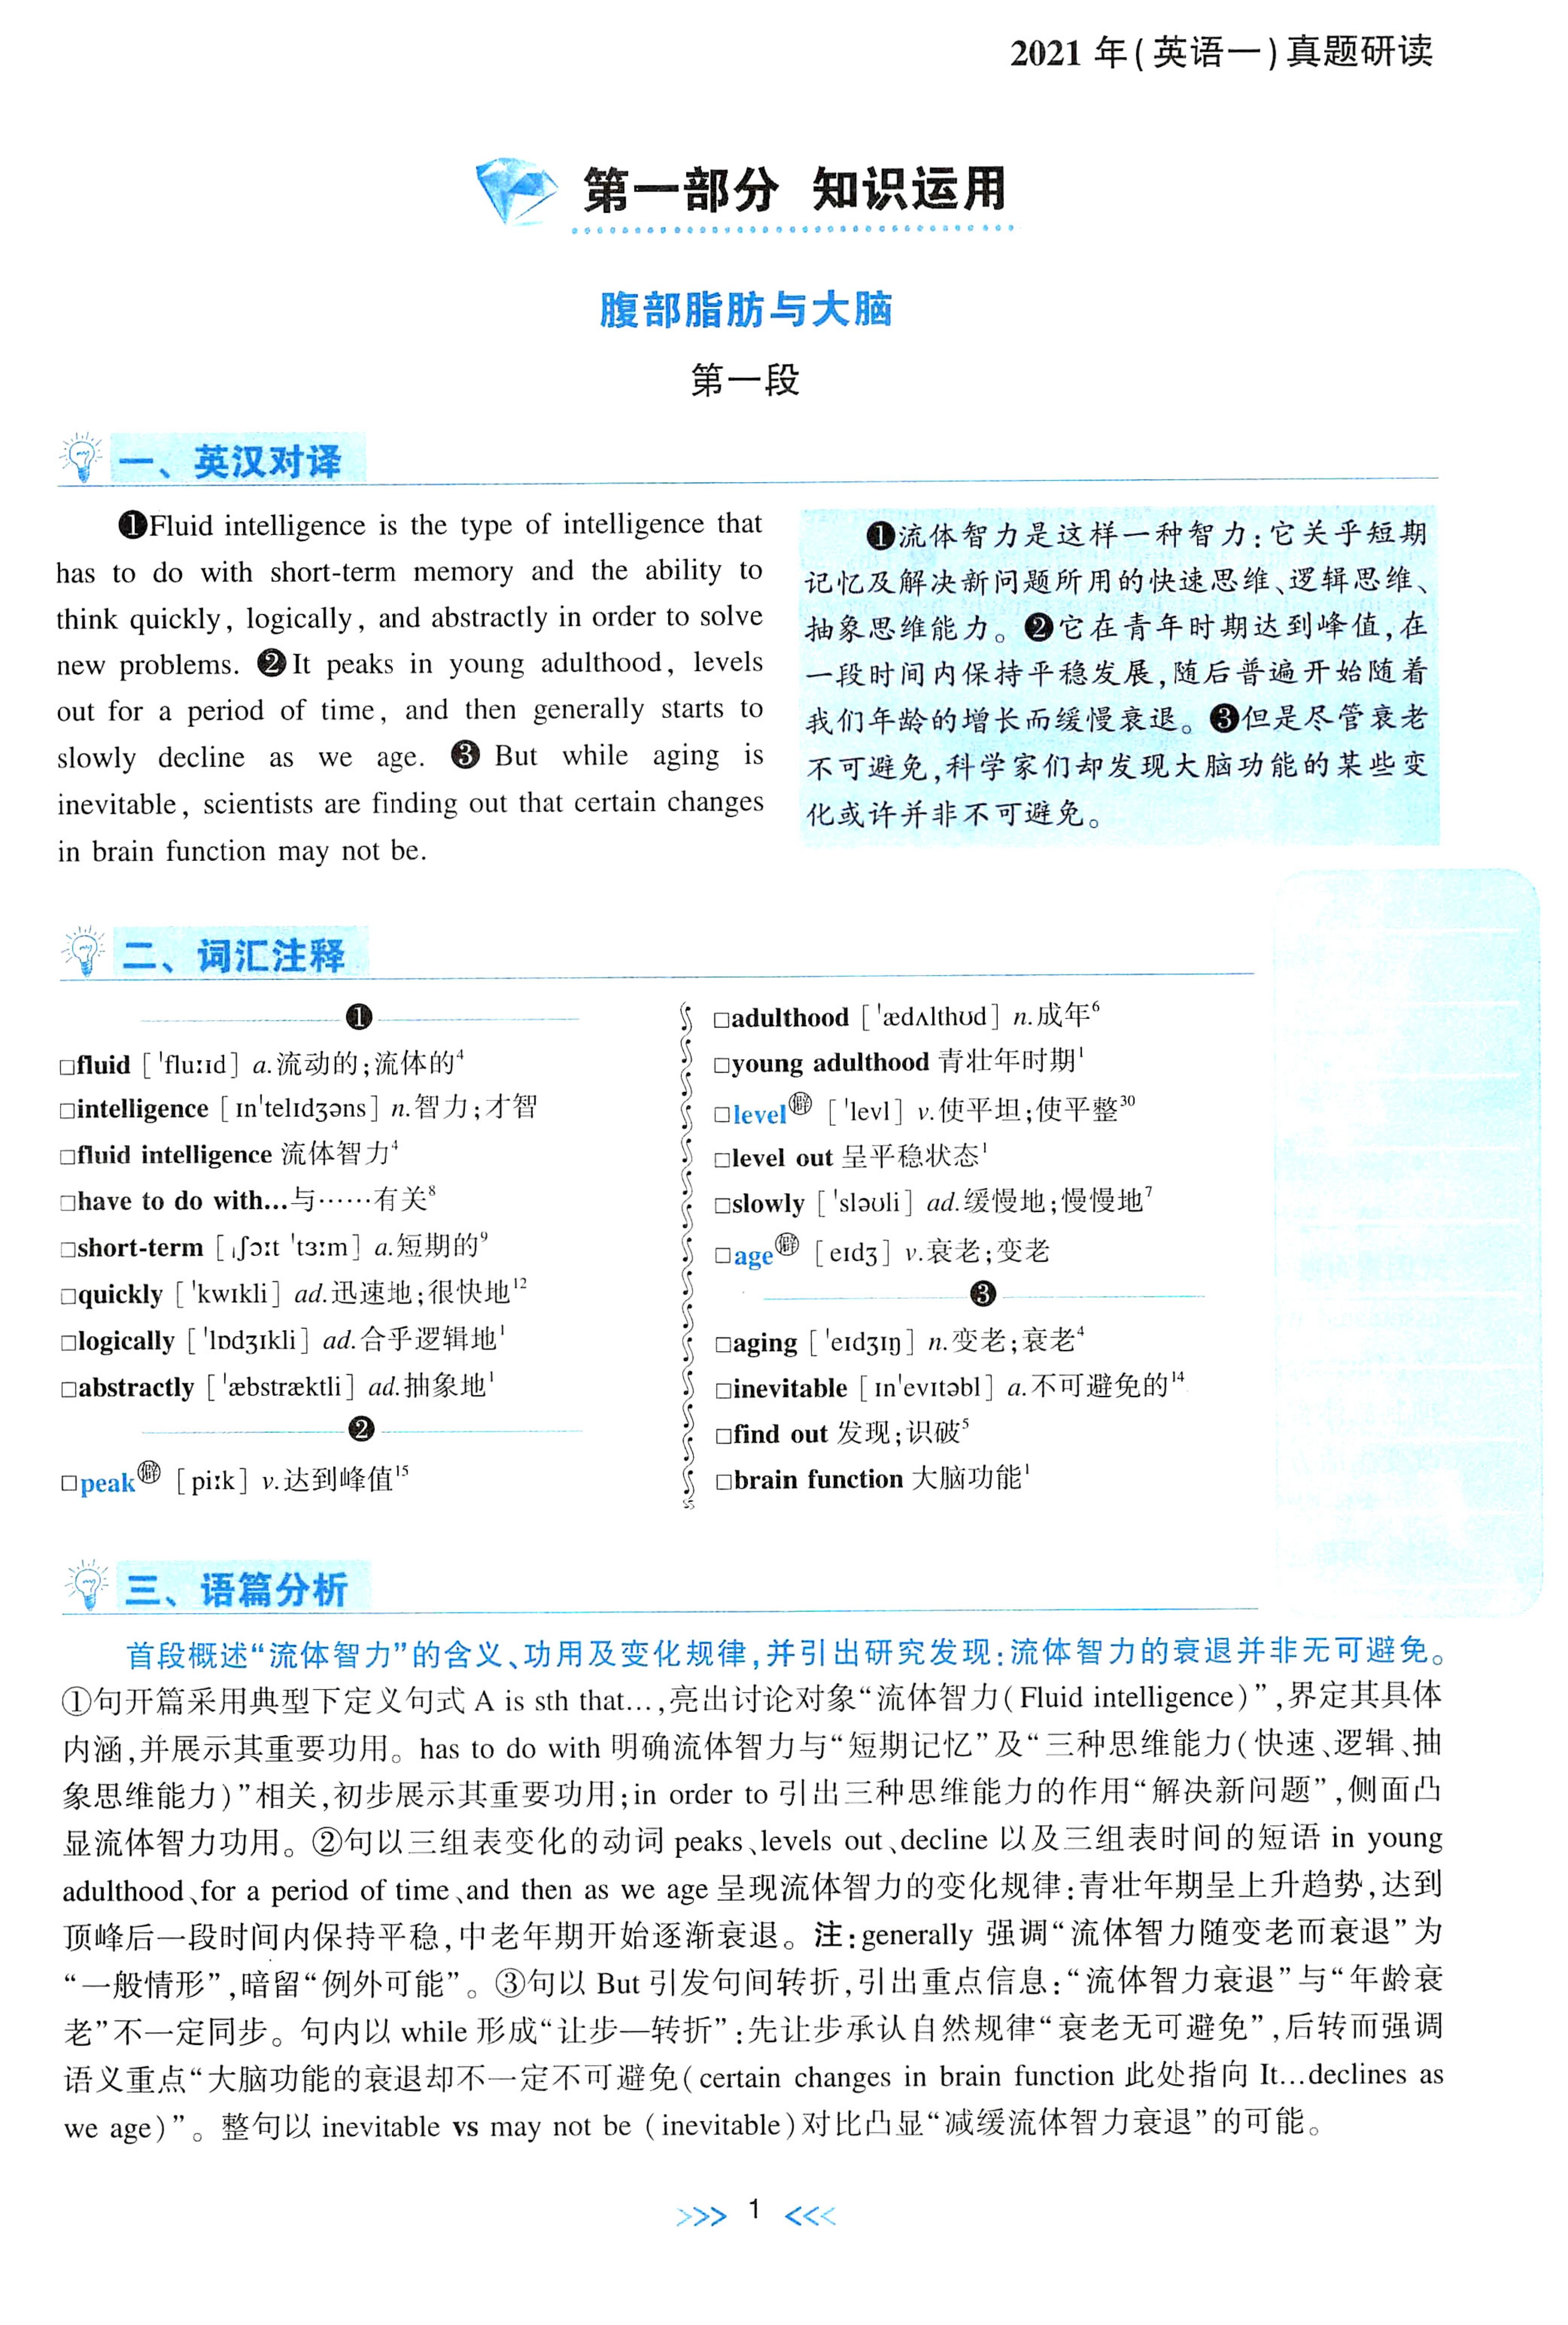 2021 年(英语一)真题研读
第一部分 知识运用
腹部脂肪与大脑
第一段
一、英汉对译
❶Fluid intelligence is the type of intelligence that
has to do with short-term memory and the ability to
think quickly, logically, and abstractly in order to solve
new problems. ❷It peaks in young adulthood, levels
out for a period of time, and then generally starts to
slowly decline as we age. ❸ But while aging is
inevitable, scientists are finding out that certain changes
in brain function may not be.
❶流体智力是这样一种智力:它关乎短期
记忆及解决新问题所用的快速思维、逻辑思维、
抽象思维能力。❷它在青年时期达到峰值,在
一段时间内保持平稳发展,随后普遍开始随着
我们年龄的增长而缓慢衰退。❸但是尽管衰老
不可避免,科学家们却发现大脑功能的某些变
化或许并非不可避免。
二、词汇注释
❶
□fluid [ˈfluːɪd] a.流动的;流体的⁴
□intelligence [ɪnˈtelɪdʒəns] n.智力;才智
□fluid intelligence 流体智力⁴
□have to do with…与……有关⁸
□short-term [ˌʃɔːt ˈtɜːm] a.短期的⁹
□quickly [ˈkwɪkli] ad.迅速地;很快地¹²
□logically [ˈlɒdʒɪkli] ad.合乎逻辑地¹
□abstractly [ˈæbstræktli] ad.抽象地¹
❷
□peak㊙僻 [piːk] v.达到峰值¹⁵
□adulthood [ˈædʌlthʊd] n.成年⁶
□young adulthood 青壮年时期¹
□level僻 [ˈlevl] v.使平坦;使平整³⁰
□level out 呈平稳状态¹
□slowly [ˈsləʊli] ad.缓慢地;慢慢地⁷
□age僻 [eɪdʒ] v.衰老;变老
❸
□aging [ˈeɪdʒɪŋ] n.变老;衰老⁴
□inevitable [ɪnˈevɪtəbl] a.不可避免的¹⁴
□find out 发现;识破⁵
□brain function 大脑功能¹
三、语篇分析
首段概述“流体智力”的含义、功用及变化规律,并引出研究发现:流体智力的衰退并非无可避免。
①句开篇采用典型下定义句式 A is sth that…,亮出讨论对象“流体智力(Fluid intelligence)”,界定其具体
内涵,并展示其重要功用。has to do with 明确流体智力与“短期记忆”及“三种思维能力(快速、逻辑、抽
象思维能力)”相关,初步展示其重要功用;in order to 引出三种思维能力的作用“解决新问题”,侧面凸
显流体智力功用。②句以三组表变化的动词 peaks、levels out、decline 以及三组表时间的短语 in young
adulthood、for a period of time、and then as we age 呈现流体智力的变化规律:青壮年期呈上升趋势,达到
顶峰后一段时间内保持平稳,中老年期开始逐渐衰退。注:generally 强调“流体智力随变老而衰退”为
“一般情形”,暗留“例外可能”。③句以 But 引发句间转折,引出重点信息:“流体智力衰退”与“年龄衰
老”不一定同步。句内以 while 形成“让步—转折”:先让步承认自然规律“衰老无可避免”,后转而强调
语义重点“大脑功能的衰退却不一定不可避免(certain changes in brain function 此处指向 It…declines as
we age)”。整句以 inevitable vs may not be (inevitable)对比凸显“减缓流体智力衰退”的可能。
>>> 1 <<<